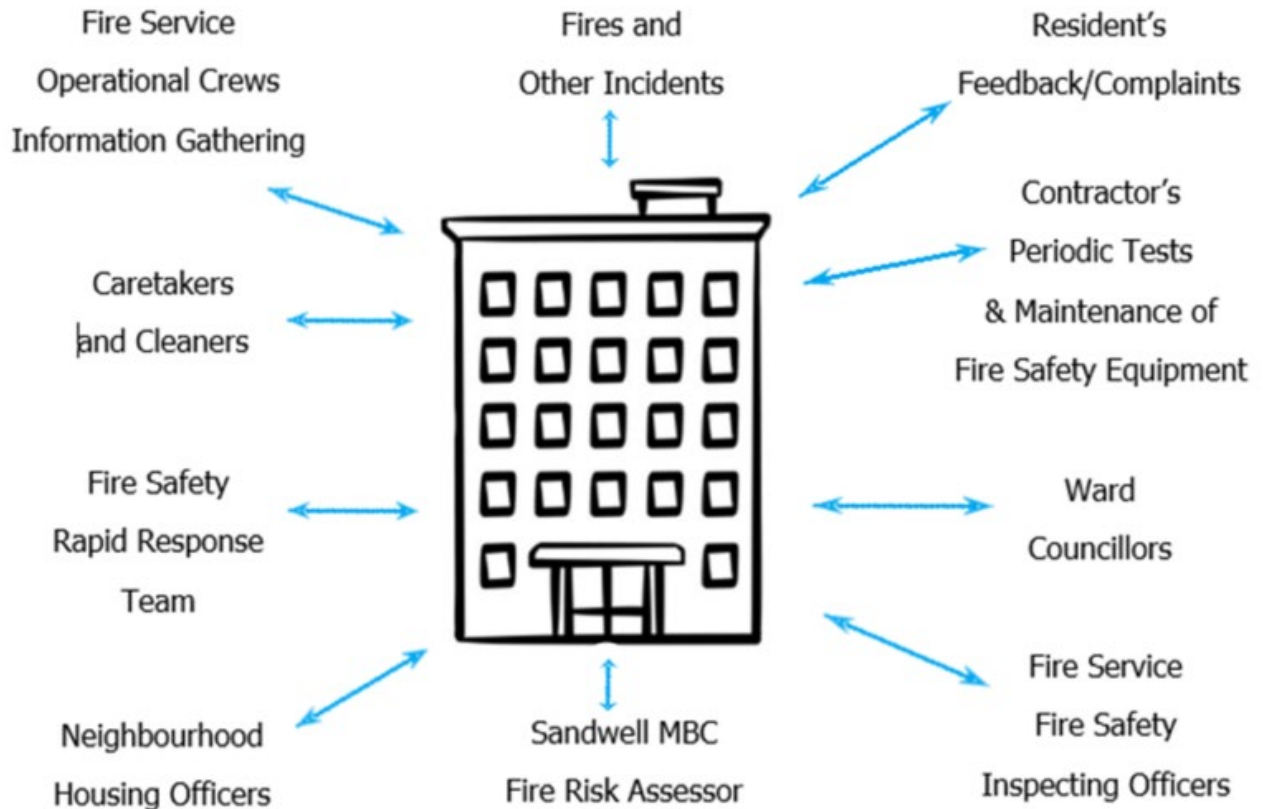 Fire Service
Operational Crews
Information Gathering
Fires and
Other Incidents
Resident's
Feedback/Complaints
Contractor's
Periodic Tests
& Maintenance of
Fire Safety Equipment
Caretakers
and Cleaners
Fire Safety
Rapid Response
Team
Ward
Councillors
Neighbourhood
Housing Officers
Sandwell MBC
Fire Risk Assessor
Fire Service
Fire Safety
Inspecting Officers